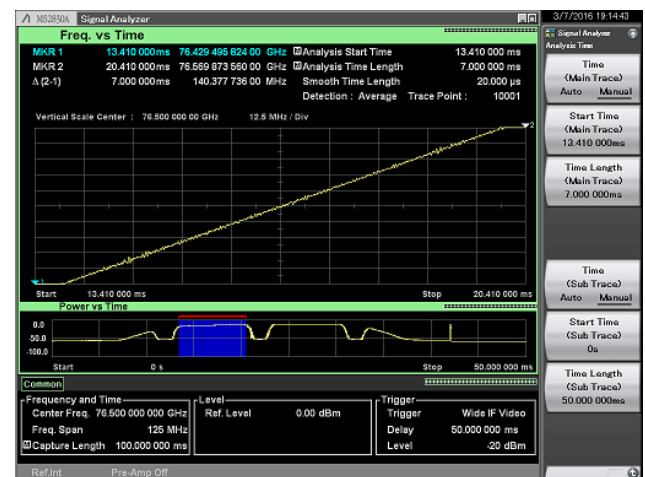 MS2830A Signal Analyzer
3/7/2016 19:14:43
Freq. vs Time
MKR 1 13.410 000 ms 76.429 495 824 00 GHz M Analysis Start Time 13.410 000 ms
MKR 2 20.410 000 ms 76.569 873 560 00 GHz M Analysis Time Length 7.000 000 ms
Δ (2-1) 7.000 000 ms 140.377 736 00 MHz Smooth Time Length 20.000 µs
Detection : Average Trace Point : 10001
Vertical Scale Center : 76.500 000 00 GHz 12.5 MHz / Div
2
1
Start 13.410 000 ms Stop 20.410 000 ms
Power vs Time
0.0
-50.0
-100.0
Start 0 s Stop 50.000 000 ms
Common
Frequency and Time
Center Freq. 76.500 000 000 GHz
Freq. Span 125 MHz
M Capture Length 100.000 000 ms
Level
Ref. Level 0.00 dBm
Trigger
Trigger Wide IF Video
Delay 50.000 000 ms
Level -20 dBm
Ref.Int Pre-Amp Off
Signal Analyzer
Analysis Time
Time
(Main Trace)
Auto Manual
Start Time
(Main Trace)
13.410 000ms
Time Length
(Main Trace)
7.000 000ms
Time
(Sub Trace)
Auto Manual
Start Time
(Sub Trace)
0s
Time Length
(Sub Trace)
50.000 000ms